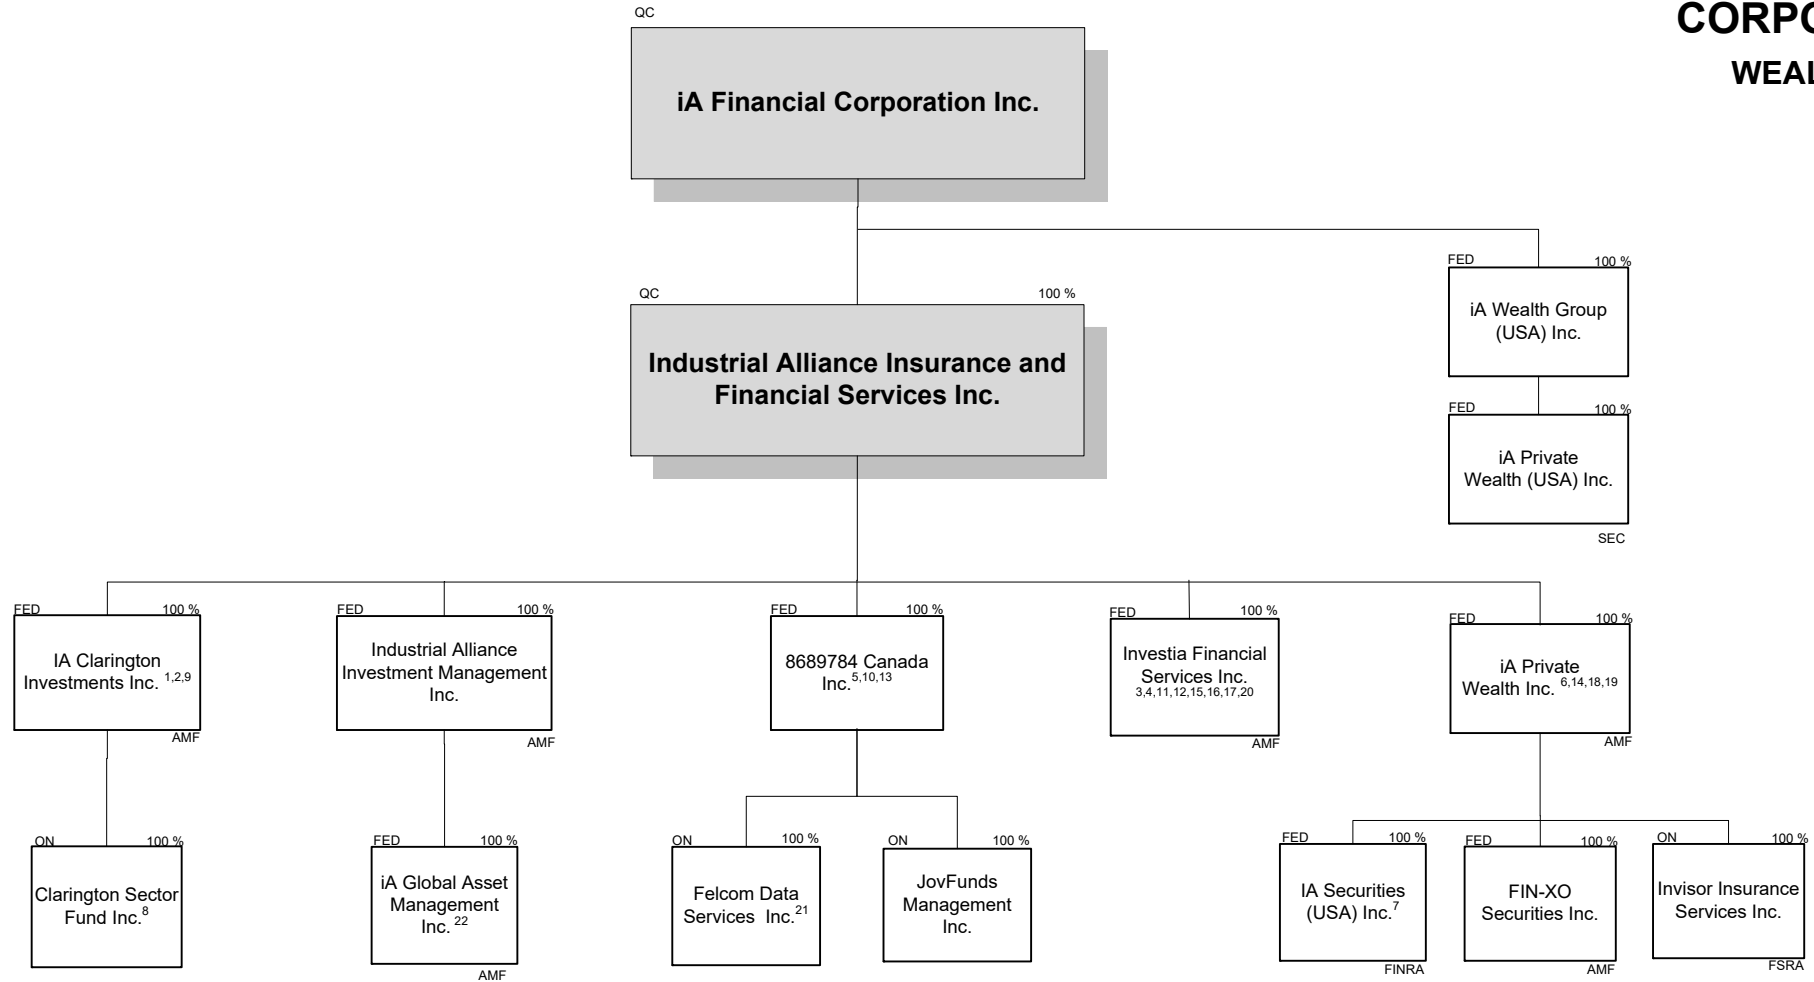 CORPO
WEAL
QC
iA Financial Corporation Inc.
QC 100 %
Industrial Alliance Insurance and
Financial Services Inc.
FED 100 %
iA Wealth Group
(USA) Inc.
FED 100 %
iA Private
Wealth (USA) Inc.
SEC
FED 100 %
IA Clarington
Investments Inc. 1,2,9
AMF
FED 100 %
Industrial Alliance
Investment Management
Inc.
AMF
FED 100 %
8689784 Canada
Inc.5,10,13
FED 100 %
Investia Financial
Services Inc.
3,4,11,12,15,16,17,20
AMF
FED 100 %
iA Private
Wealth Inc. 6,14,18,19
AMF
ON 100 %
Clarington Sector
Fund Inc.8
FED 100 %
iA Global Asset
Management
Inc. 22
AMF
ON 100 %
Felcom Data
Services Inc.21
ON 100 %
JovFunds
Management
Inc.
FED 100 %
IA Securities
(USA) Inc.7
FINRA
FED 100 %
FIN-XO
Securities Inc.
AMF
ON 100 %
Invisor Insurance
Services Inc.
FSRA